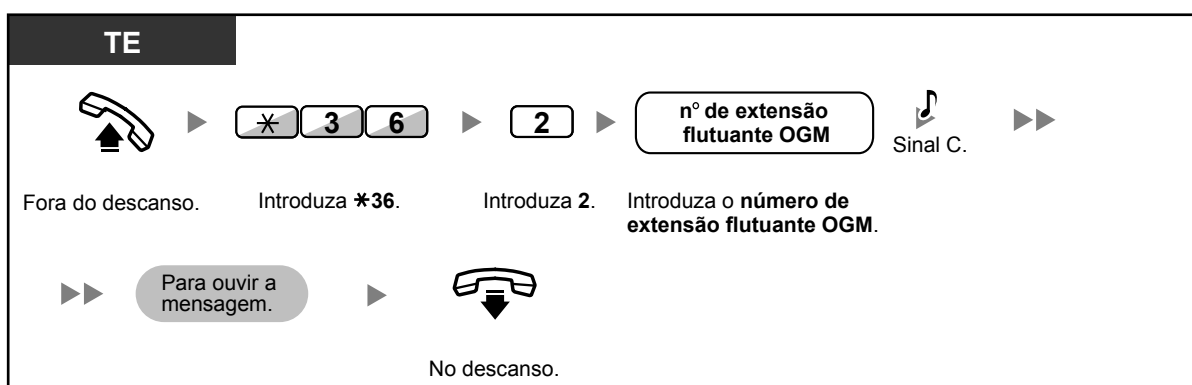 TE
✳ 3 6
2
nº de extensão
flutuante OGM
Sinal C.
Fora do descanso.
Introduza ✳36.
Introduza 2.
Introduza o número de
extensão flutuante OGM.
Para ouvir a
mensagem.
No descanso.